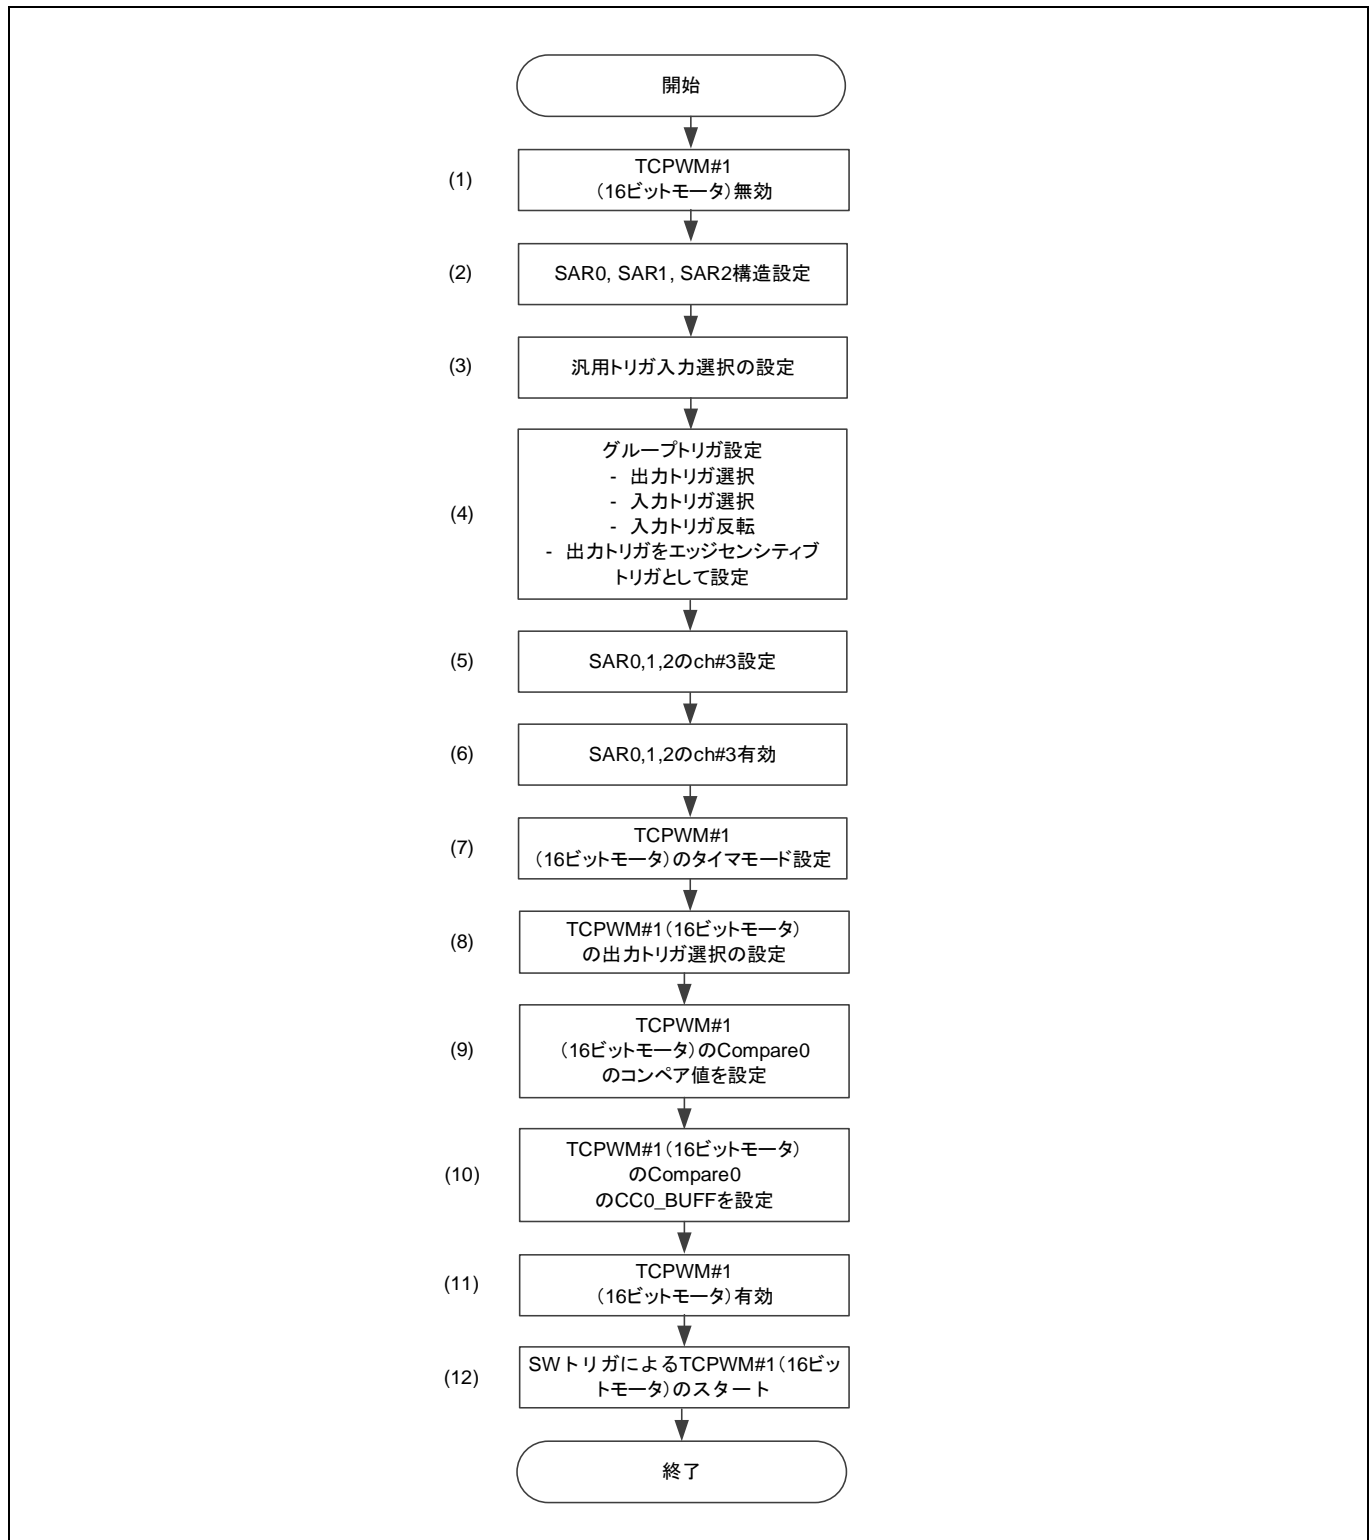 開始
(1)
TCPWM#1
（16ビットモータ）無効
(2)
SAR0, SAR1, SAR2構造設定
(3)
汎用トリガ入力選択の設定
(4)
グループトリガ設定
- 出力トリガ選択
- 入力トリガ選択
- 入力トリガ反転
- 出力トリガをエッジセンシティブ
トリガとして設定
(5)
SAR0,1,2のch#3設定
(6)
SAR0,1,2のch#3有効
(7)
TCPWM#1
（16ビットモータ）のタイマモード設定
(8)
TCPWM#1（16ビットモータ）
の出力トリガ選択の設定
(9)
TCPWM#1
（16ビットモータ）のCompare0
のコンペア値を設定
(10)
TCPWM#1（16ビットモータ）
のCompare0
のCC0_BUFFを設定
(11)
TCPWM#1
（16ビットモータ）有効
(12)
SWトリガによるTCPWM#1（16ビッ
トモータ）のスタート
終了